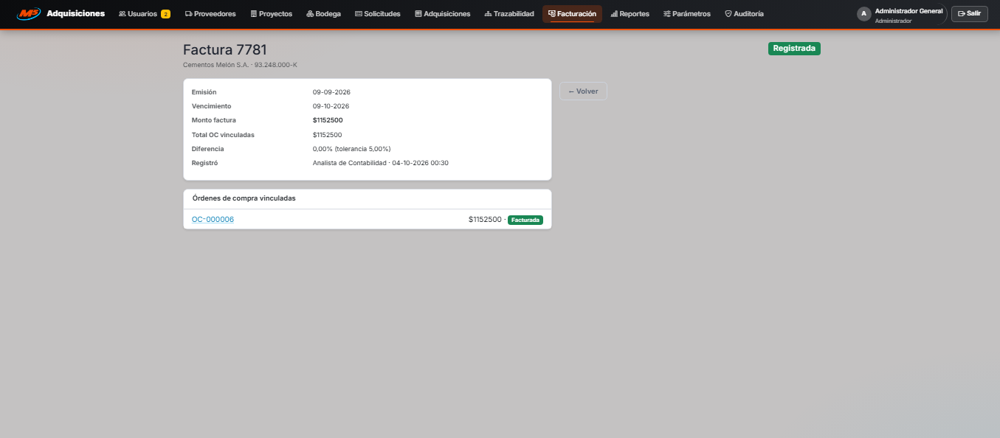 M5 Adquisiciones Usuarios 2 Proveedores Proyectos Bodega Solicitudes Adquisiciones Trazabilidad Facturación Reportes Parámetros Auditoría A Administrador General Salir
Administrador
Factura 7781 Registrada
Cementos Melón S.A. · 93.248.000-K
← Volver
Emisión 09-09-2026
Vencimiento 09-10-2026
Monto factura $1152500
Total OC vinculadas $1152500
Diferencia 0,00% (tolerancia 5,00%)
Registró Analista de Contabilidad · 04-10-2026 00:30
Órdenes de compra vinculadas
OC-000006 $1152500 · Facturada